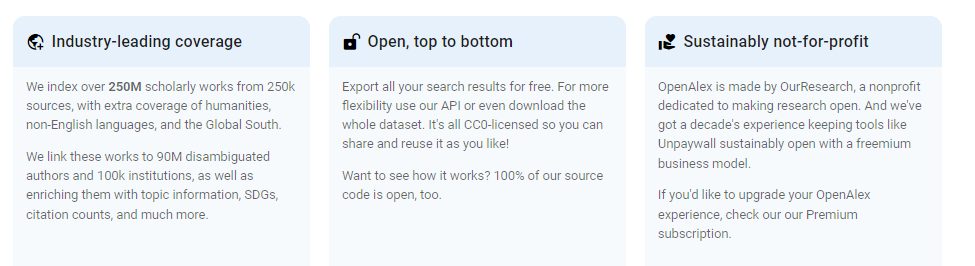 Industry-leading coverage
We index over 250M scholarly works from 250k
sources, with extra coverage of humanities,
non-English languages, and the Global South.
We link these works to 90M disambiguated
authors and 100k institutions, as well as
enriching them with topic information, SDGs,
citation counts, and much more.
Open, top to bottom
Export all your search results for free. For more
flexibility use our API or even download the
whole dataset. It's all CC0-licensed so you can
share and reuse it as you like!
Want to see how it works? 100% of our source
code is open, too.
Sustainably not-for-profit
OpenAlex is made by OurResearch, a nonprofit
dedicated to making research open. And we've
got a decade's experience keeping tools like
Unpaywall sustainably open with a freemium
business model.
If you'd like to upgrade your OpenAlex
experience, check our our Premium
subscription.